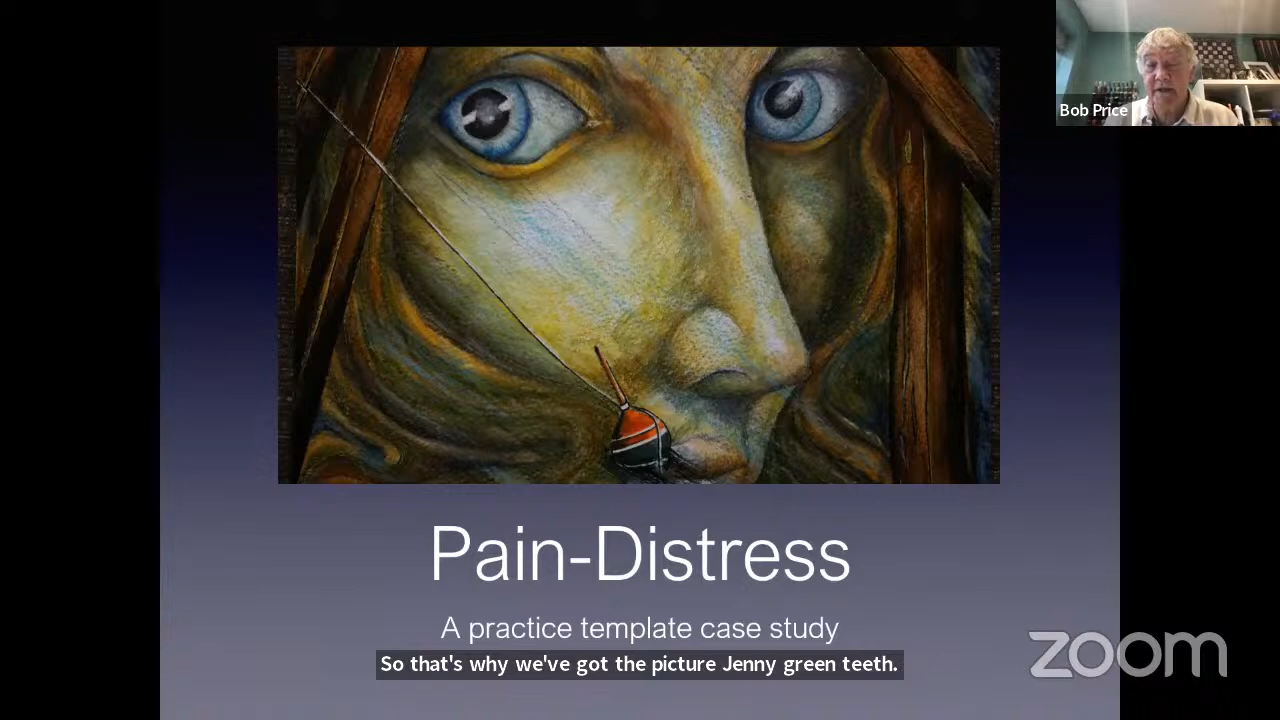 Bob Price
Pain-Distress
A practice template case study
So that's why we've got the picture Jenny green teeth.
zoom